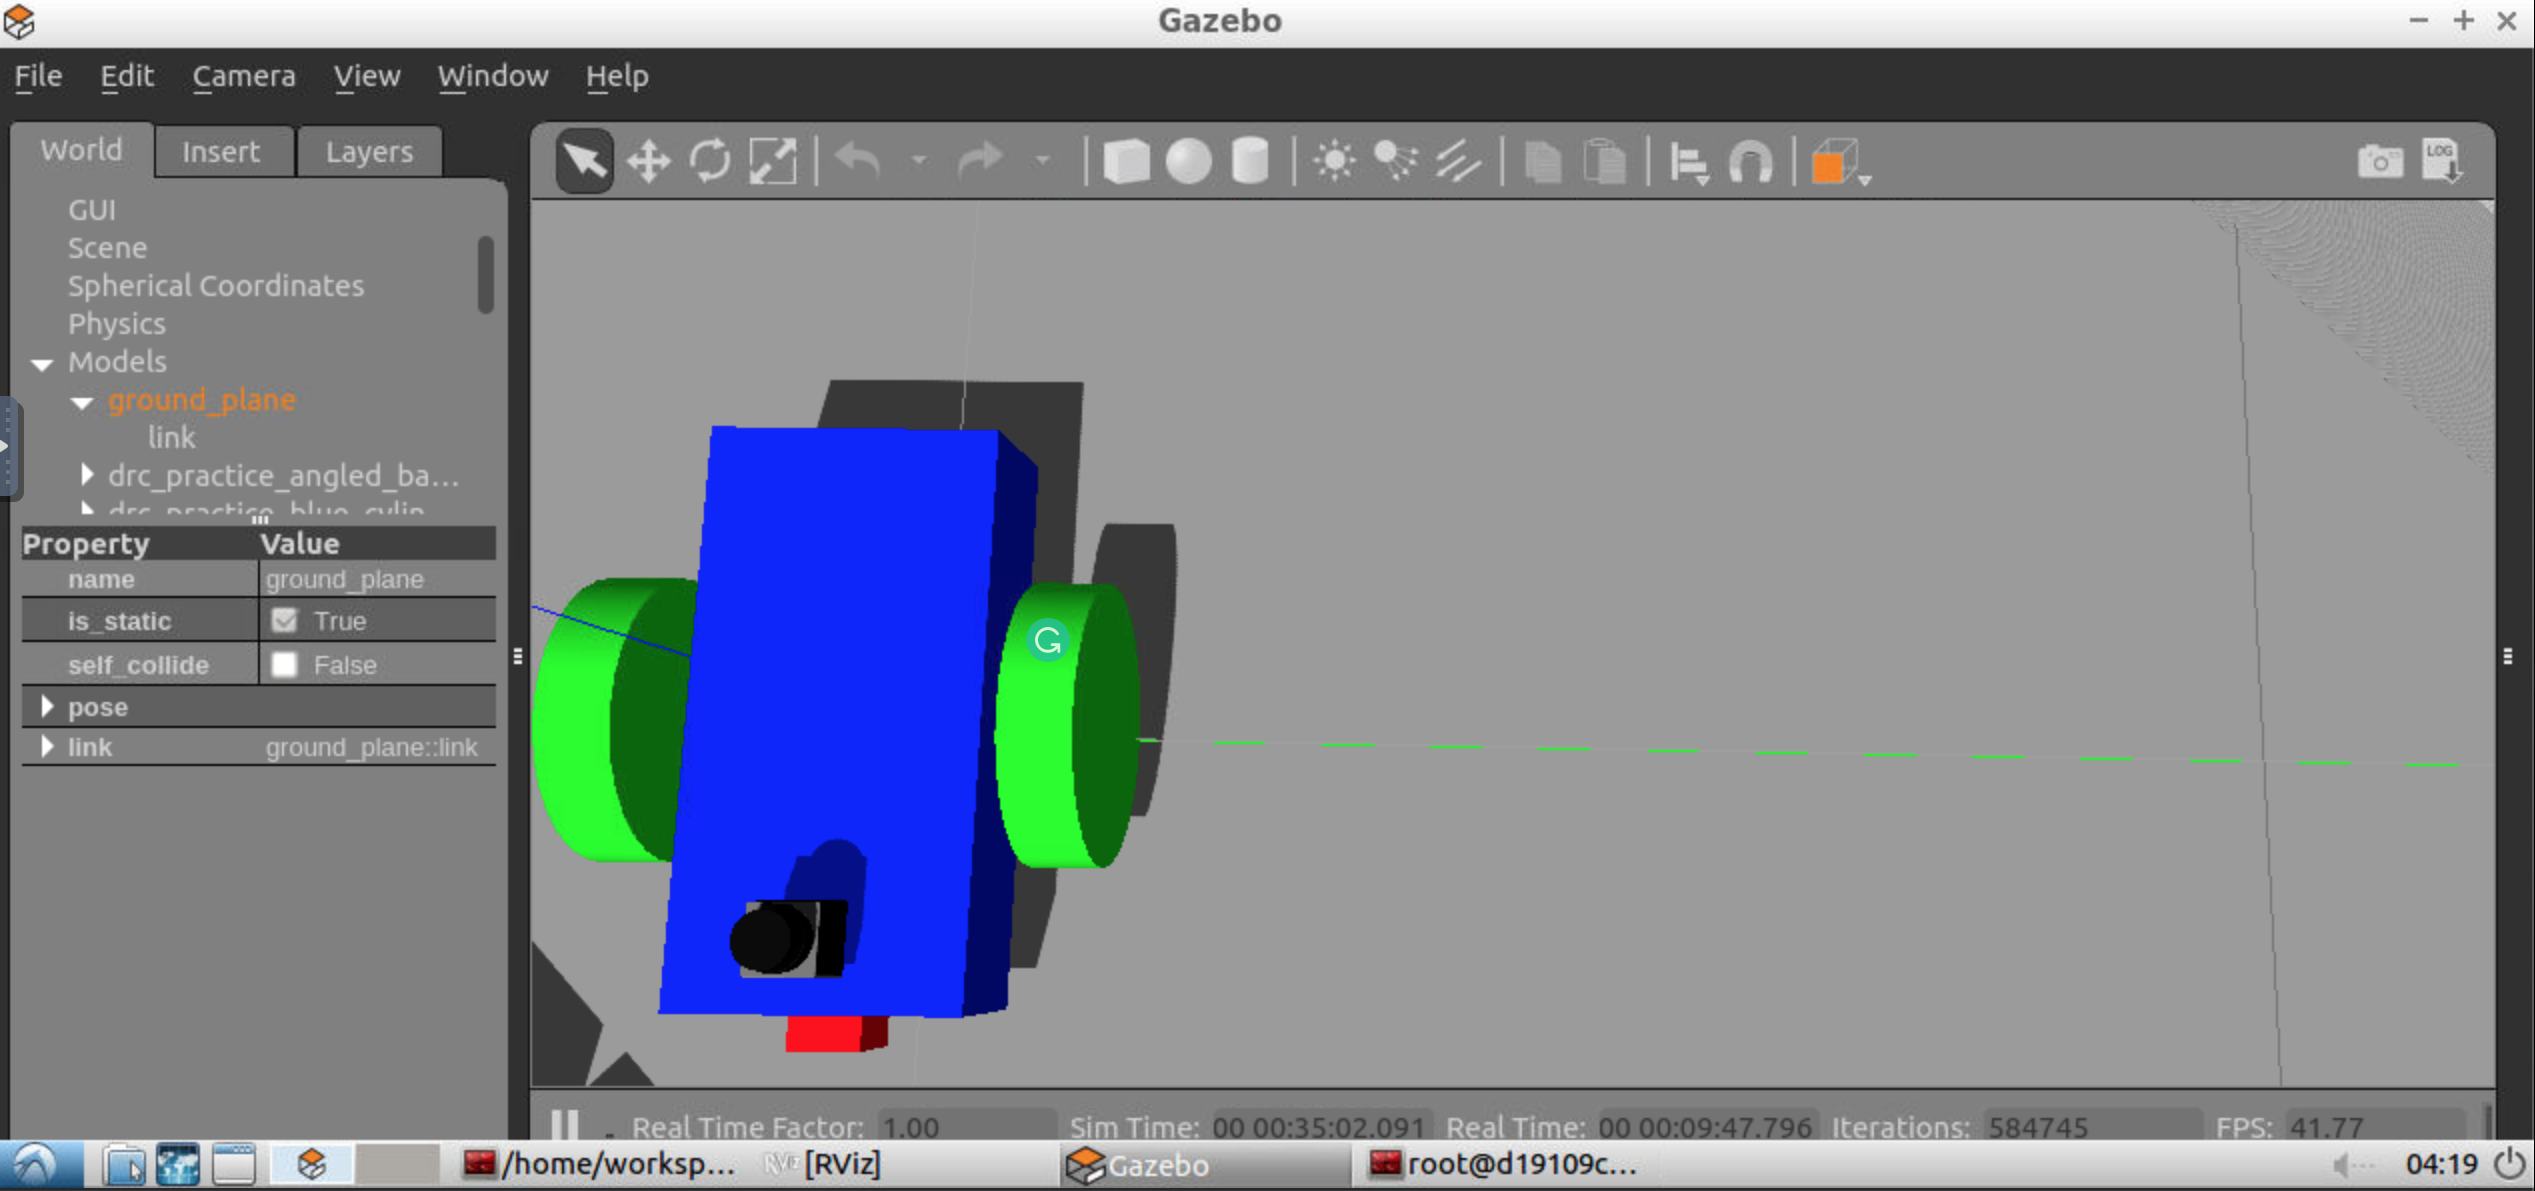 Gazebo
File Edit Camera View Window Help
World Insert Layers
LOG
GUI
Scene
Spherical Coordinates
Physics
Models
ground_plane
link
drc_practice_angled_ba...
drc_practice_blue_cylin
Property Value
name ground_plane
is_static True
self_collide False
pose
link ground_plane::link
G
Real Time Factor: 1.00 Sim Time: 00 00:35:02.091 Real Time: 00 00:09:47.796 Iterations: 584745 FPS: 41.77
/home/worksp... RViz [RViz] Gazebo root@d19109c... 04:19